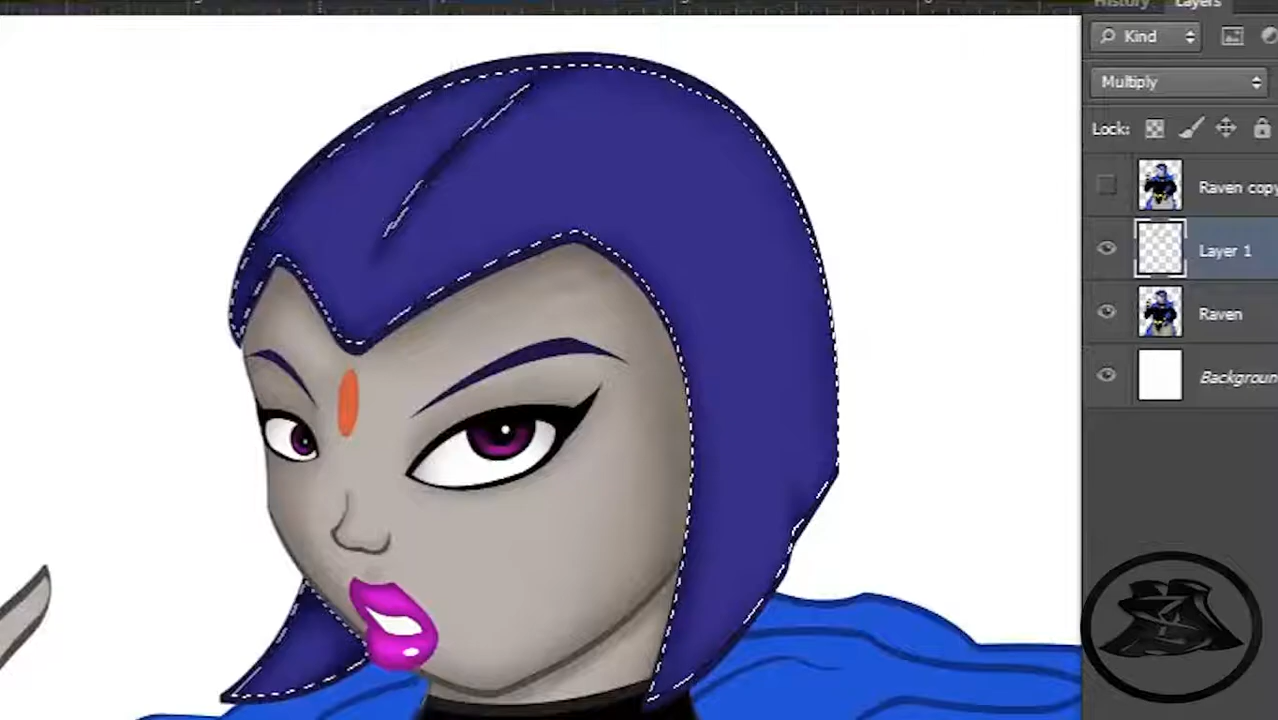 History Layers
Kind
Multiply
Lock:
Raven copy
Layer 1
Raven
Background